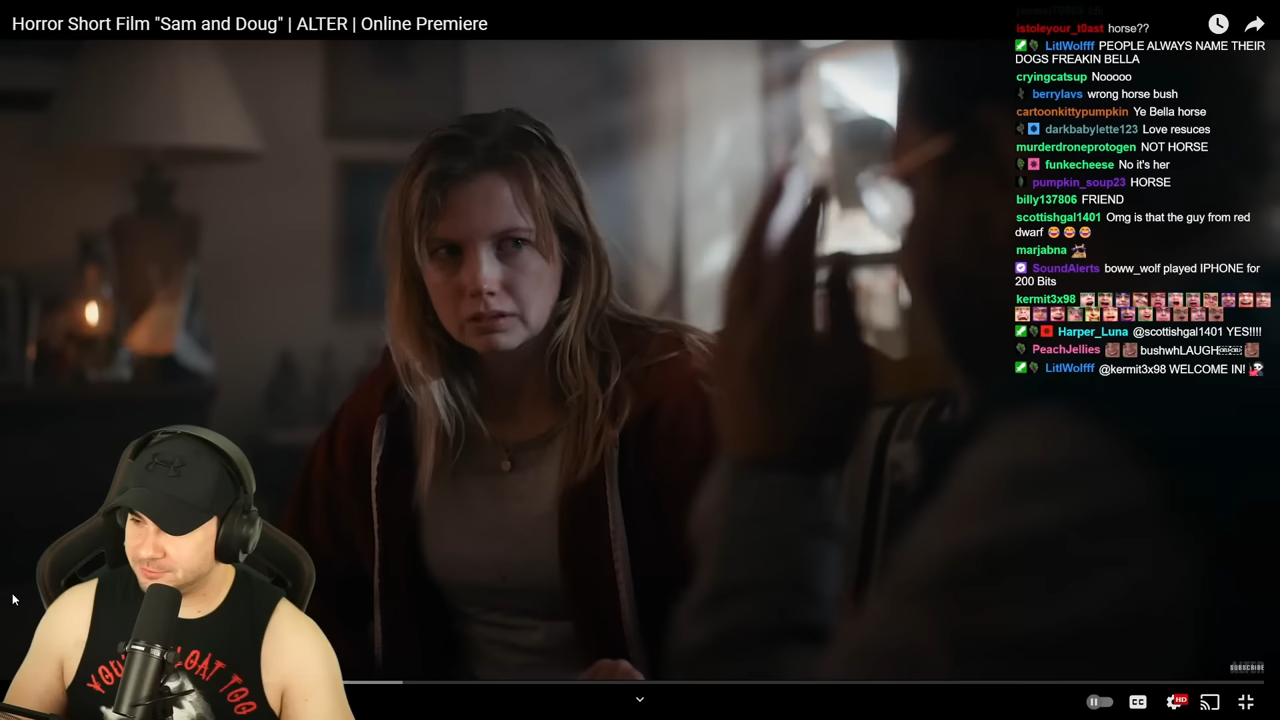 Horror Short Film "Sam and Doug" | ALTER | Online Premiere
istoleyour_t0ast horse??
LitlWolfff PEOPLE ALWAYS NAME THEIR
DOGS FREAKIN BELLA
cryingcatsup Nooooo
berrylavs wrong horse bush
cartoonkittypumpkin Ye Bella horse
darkbabylette123 Love resuces
murderdroneprotogen NOT HORSE
funkecheese No it's her
pumpkin_soup23 HORSE
billy137806 FRIEND
scottishgal1401 Omg is that the guy from red
dwarf
marjabna
SoundAlerts boww_wolf played IPHONE for
200 Bits
kermit3x98
Harper_Luna @scottishgal1401 YES!!!!
PeachJellies bushwhLAUGH
LitlWolfff @kermit3x98 WELCOME IN!
ALTER
SUBSCRIBE
CC
HD